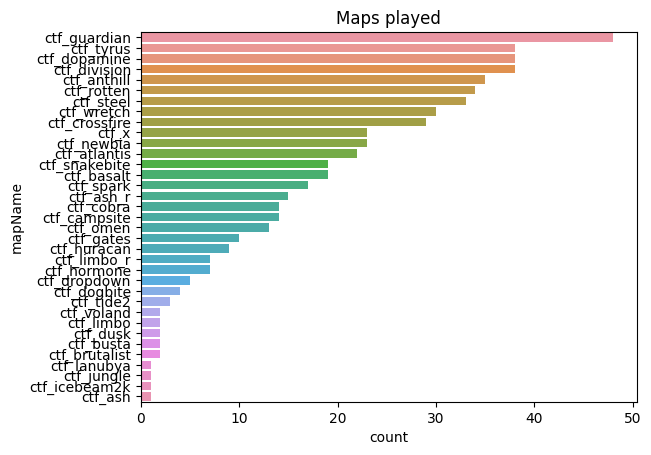 Maps played
mapName
ctf_guardian
ctf_tyrus
ctf_dopamine
ctf_division
ctf_anthill
ctf_rotten
ctf_steel
ctf_wretch
ctf_crossfire
ctf_x
ctf_newbia
ctf_atlantis
ctf_snakebite
ctf_basalt
ctf_spark
ctf_ash_r
ctf_cobra
ctf_campsite
ctf_omen
ctf_gates
ctf_huracan
ctf_limbo_r
ctf_hormone
ctf_dropdown
ctf_dogbite
ctf_tide2
ctf_voland
ctf_limbo
ctf_dusk
ctf_busta
ctf_brutalist
ctf_lanubya
ctf_jungle
ctf_icebeam2k
ctf_ash
0 10 20 30 40 50
count